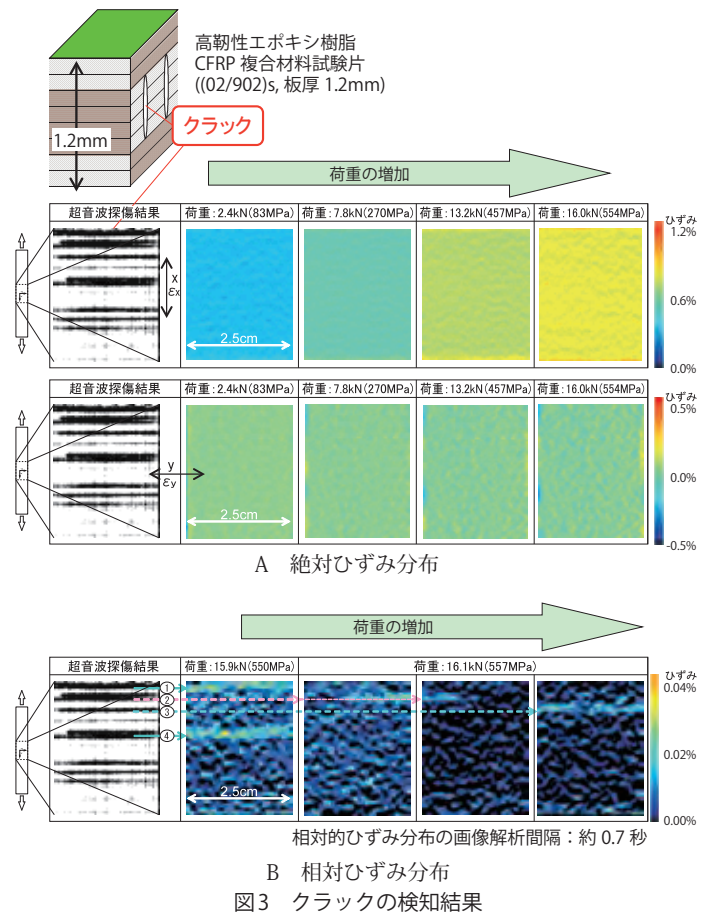 高靭性エポキシ樹脂
CFRP 複合材料試験片
((02/902)s, 板厚 1.2mm)
クラック
1.2mm
荷重の増加
超音波探傷結果 荷重:2.4kN(83MPa) 荷重:7.8kN(270MPa) 荷重:13.2kN(457MPa) 荷重:16.0kN(554MPa)
ひずみ
1.2%
0.6%
0.0%
x
εx
2.5cm
超音波探傷結果 荷重:2.4kN(83MPa) 荷重:7.8kN(270MPa) 荷重:13.2kN(457MPa) 荷重:16.0kN(554MPa)
ひずみ
0.5%
0.0%
-0.5%
y
εy
2.5cm
A 絶対ひずみ分布
荷重の増加
超音波探傷結果 荷重:15.9kN(550MPa) 荷重:16.1kN(557MPa)
ひずみ
0.04%
0.02%
0.00%
①
②
③
④
2.5cm
相対的ひずみ分布の画像解析間隔：約 0.7 秒
B 相対ひずみ分布
図3 クラックの検知結果